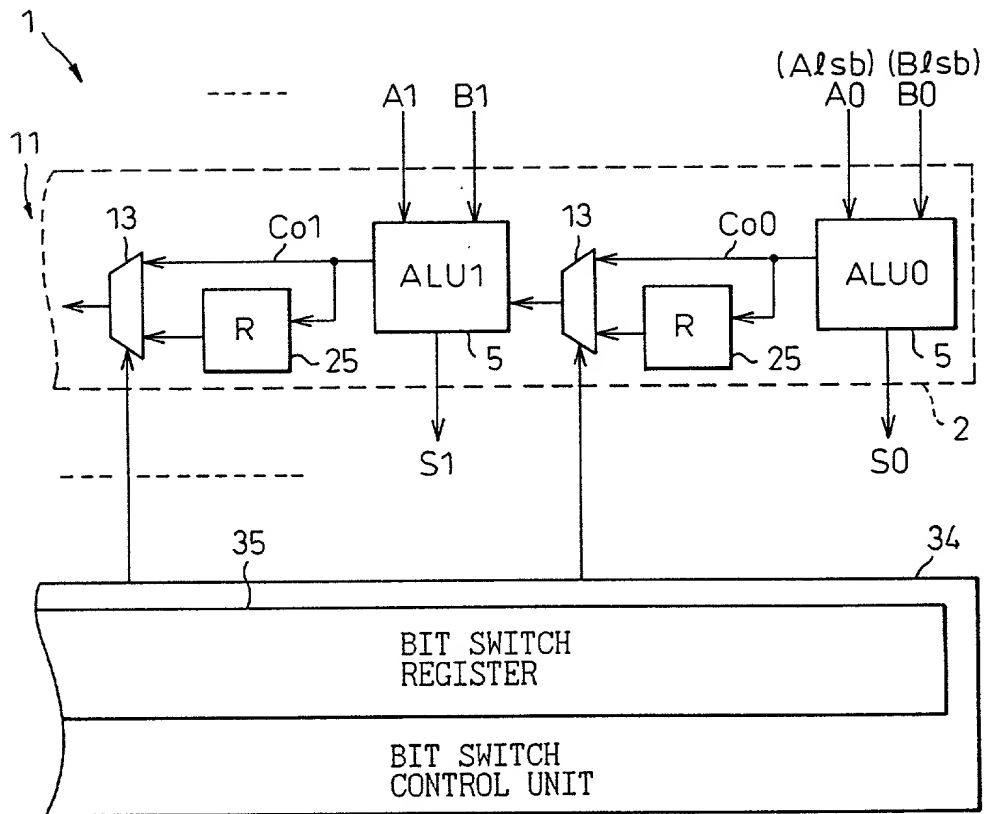 1
(Alsb) (Blsb)
A1 B1 A0 B0
11
13 Co1 13 Co0
ALU1 ALU0
R R
25 5 25 5
2
S1 S0
35 34
BIT SWITCH
REGISTER
BIT SWITCH
CONTROL UNIT